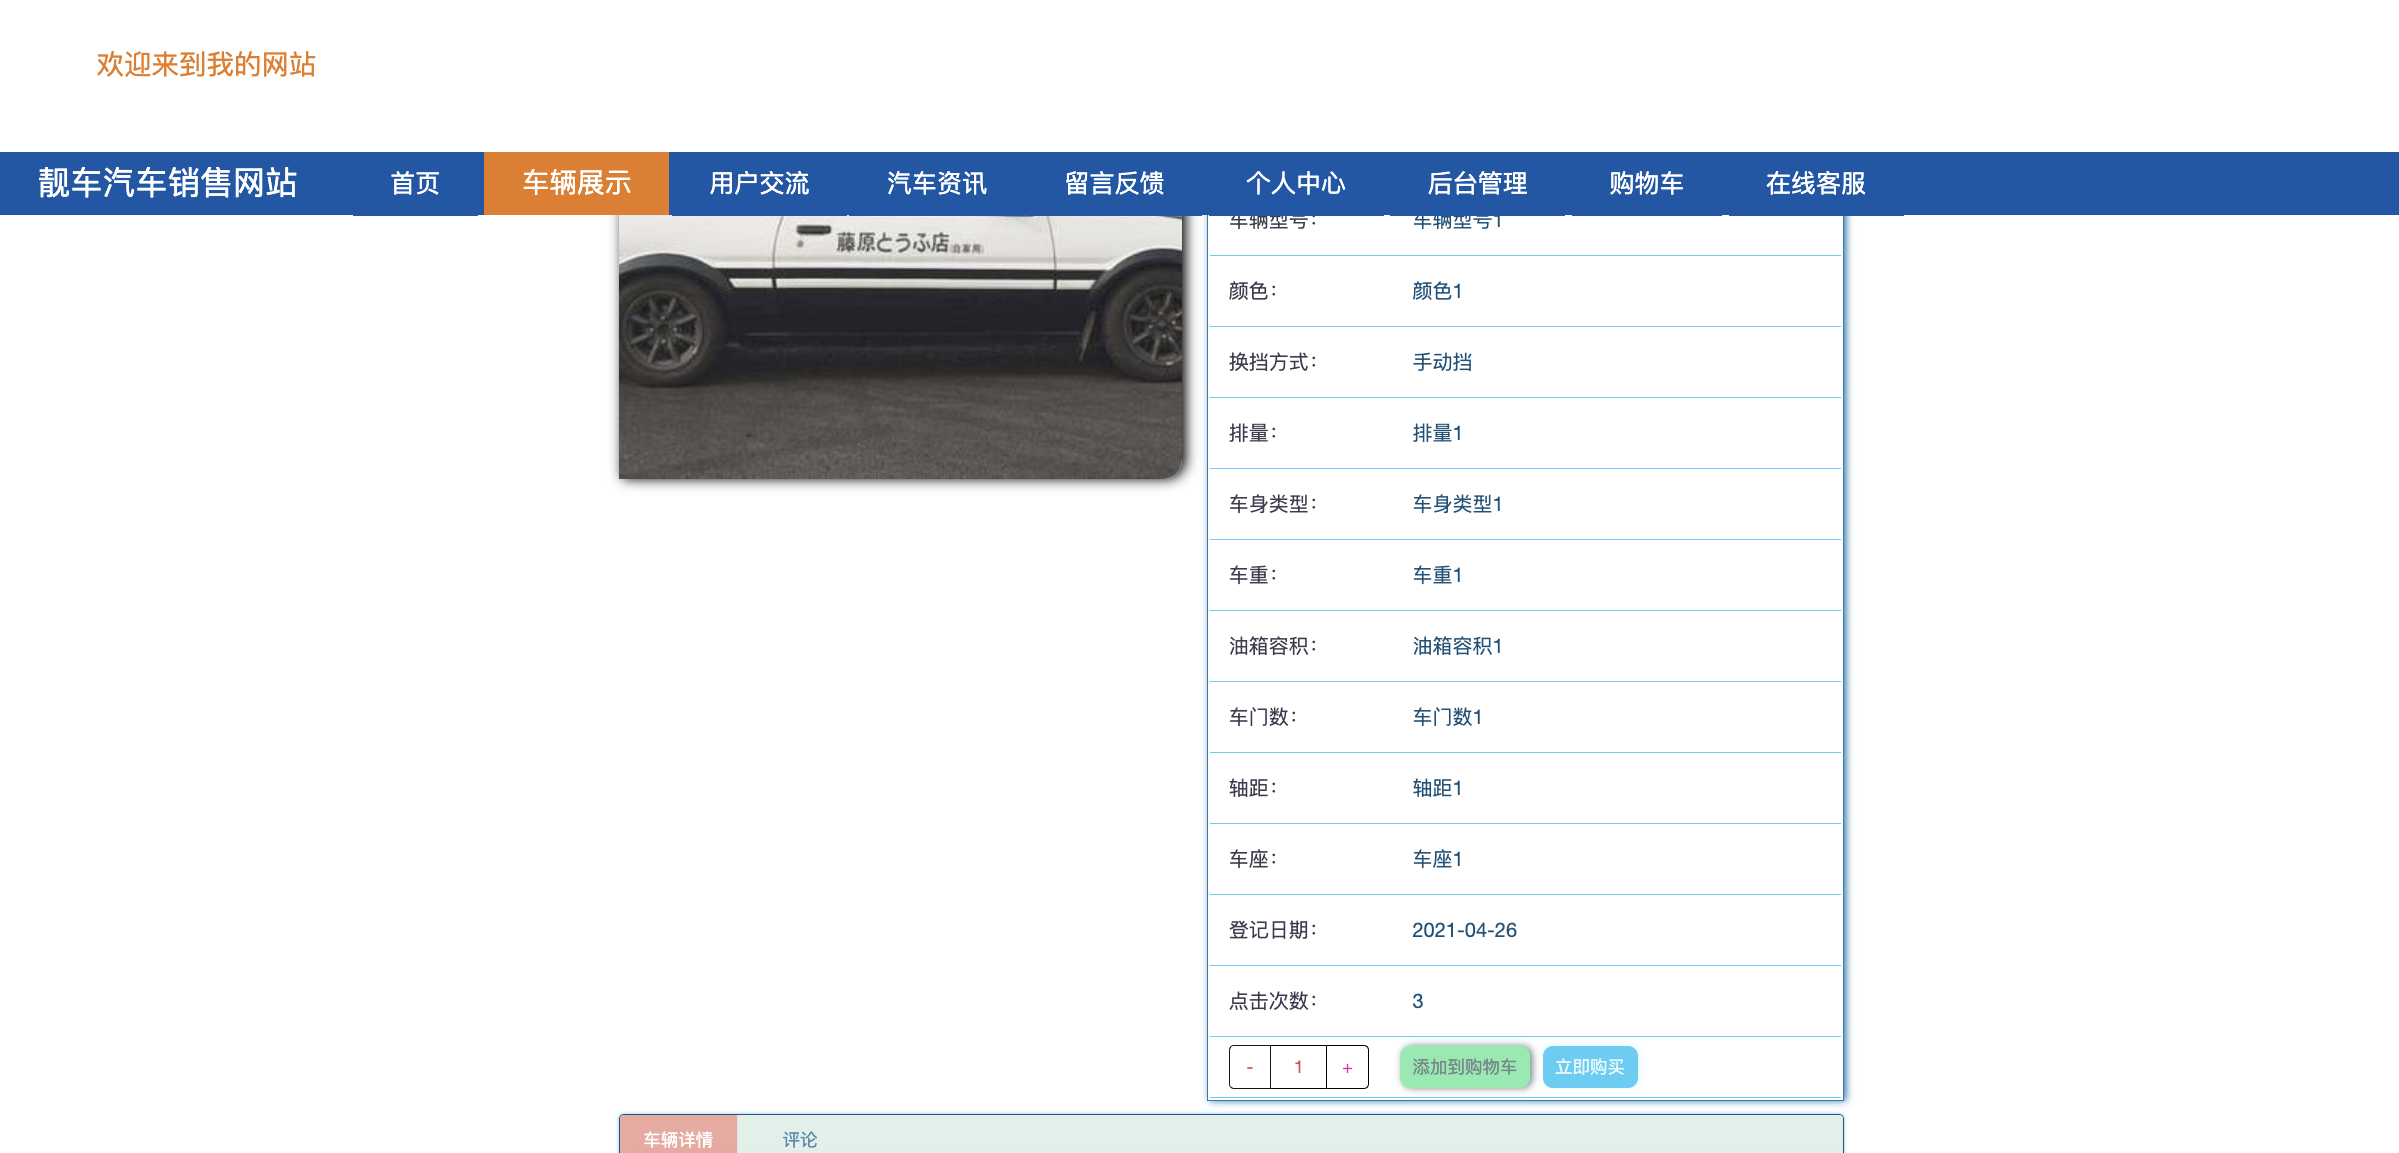 欢迎来到我的网站
靓车汽车销售网站 首页 车辆展示 用户交流 汽车资讯 留言反馈 个人中心 后台管理 购物车 在线客服
藤原とうふ店(自家用)
车辆型号： 车辆型号1
颜色： 颜色1
换挡方式： 手动挡
排量： 排量1
车身类型： 车身类型1
车重： 车重1
油箱容积： 油箱容积1
车门数： 车门数1
轴距： 轴距1
车座： 车座1
登记日期： 2021-04-26
点击次数： 3
- 1 + 添加到购物车 立即购买
车辆详情 评论